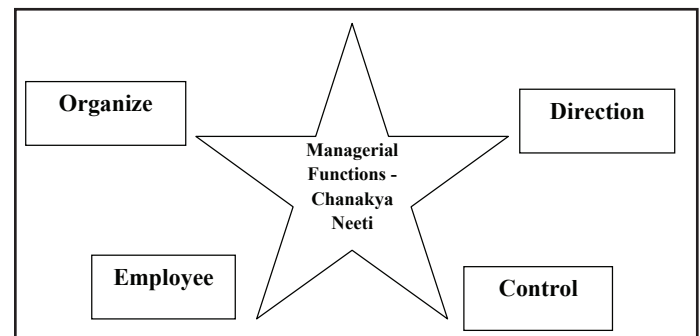 Organize
Direction
Managerial
Functions -
Chanakya
Neeti
Employee
Control